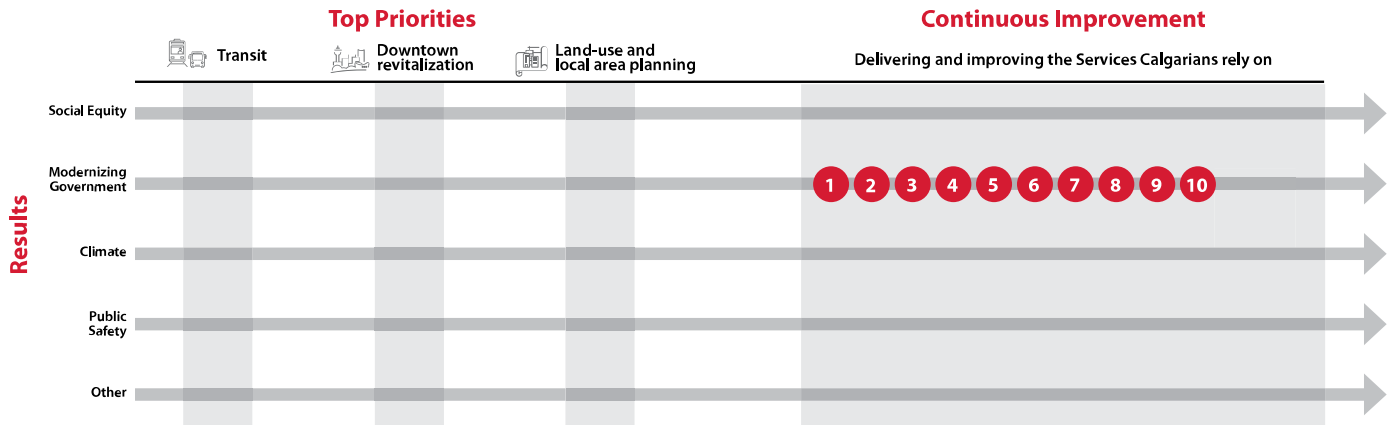 Top Priorities
Continuous Improvement
Transit
Downtown
revitalization
Land-use and
local area planning
Delivering and improving the Services Calgarians rely on
Results
Social Equity
Modernizing
Government
1 2 3 4 5 6 7 8 9 10
Climate
Public
Safety
Other